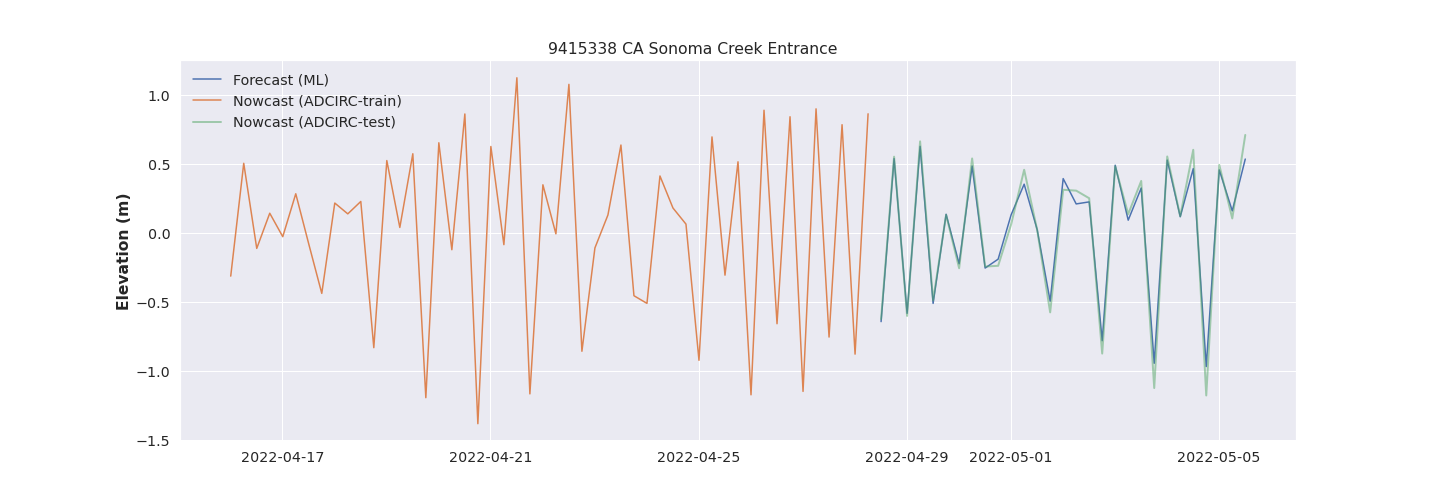 9415338 CA Sonoma Creek Entrance
Forecast (ML)
Nowcast (ADCIRC-train)
Nowcast (ADCIRC-test)
Elevation (m)
1.0
0.5
0.0
−0.5
−1.0
−1.5
2022-04-17
2022-04-21
2022-04-25
2022-04-29
2022-05-01
2022-05-05